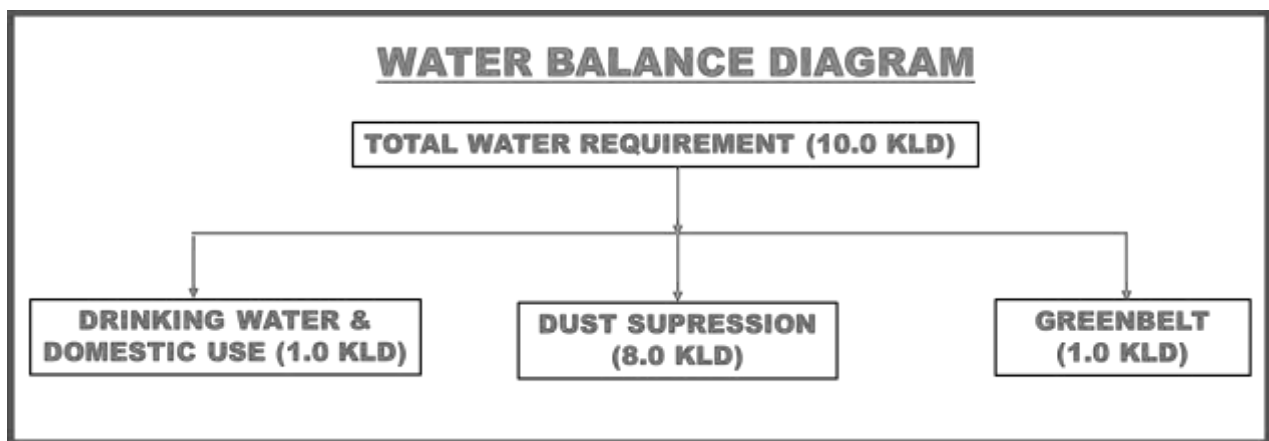 WATER BALANCE DIAGRAM
TOTAL WATER REQUIREMENT (10.0 KLD)
DRINKING WATER &
DOMESTIC USE (1.0 KLD)
DUST SUPRESSION
(8.0 KLD)
GREENBELT
(1.0 KLD)